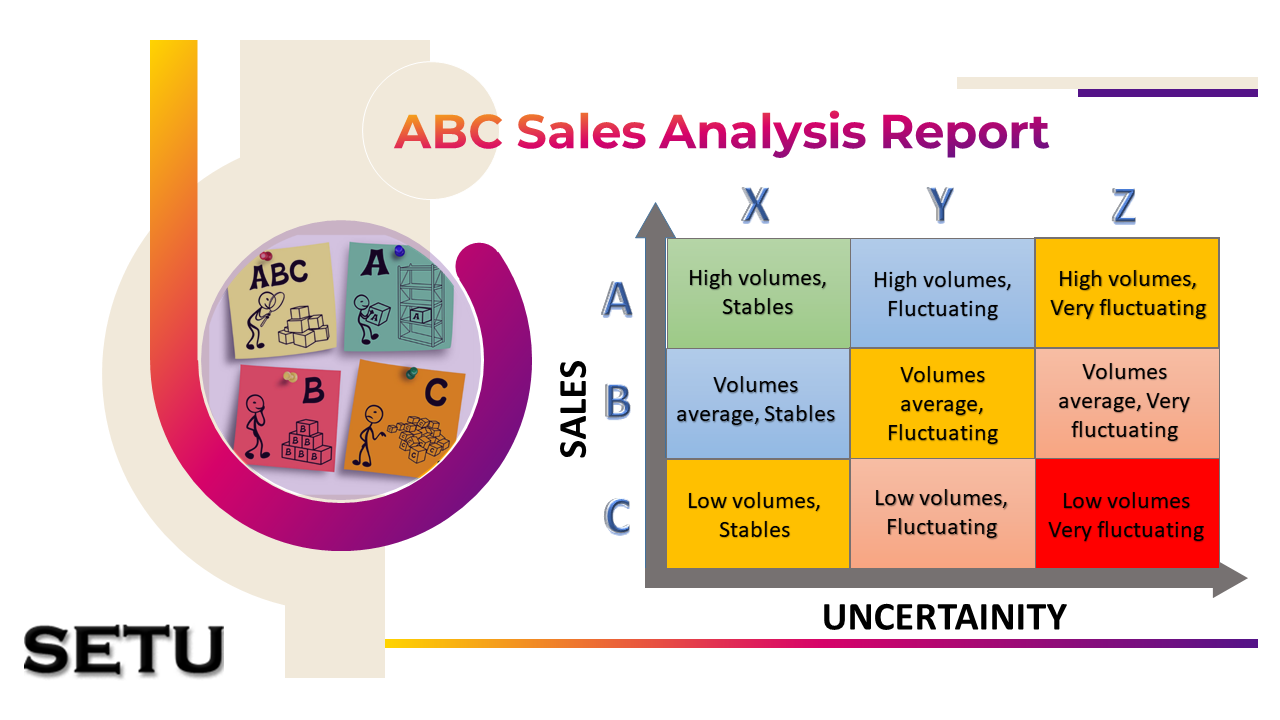 ABC Sales Analysis Report
X Y Z
A
High volumes,
Stables
High volumes,
Fluctuating
High volumes,
Very fluctuating
B
Volumes
average, Stables
Volumes
average,
Fluctuating
Volumes
average, Very
fluctuating
C
Low volumes,
Stables
Low volumes,
Fluctuating
Low volumes
Very fluctuating
SALES
UNCERTAINITY
ABC
A
A
A
B
B
B B
B B B
C
SETU